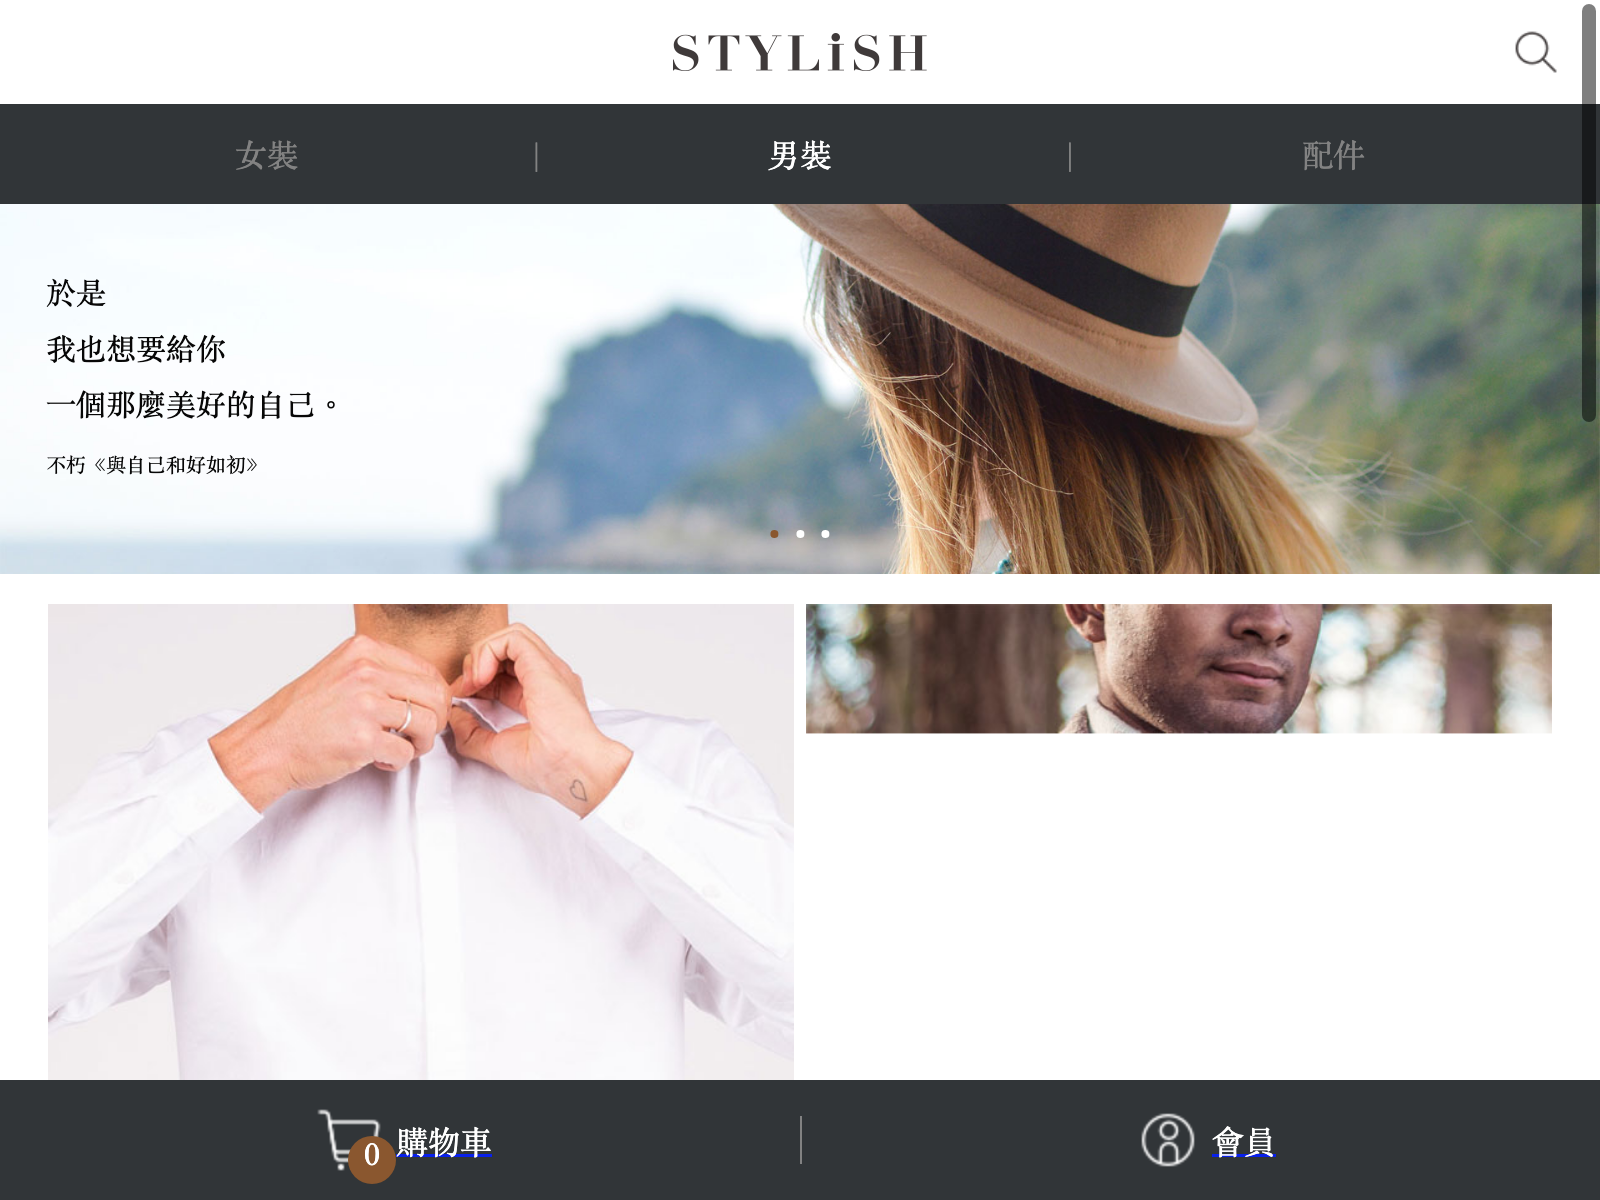 STYLiSH
女裝
男裝
配件
於是
我也想要給你
一個那麼美好的自己。
不朽《與自己和好如初》
0
購物車
會員